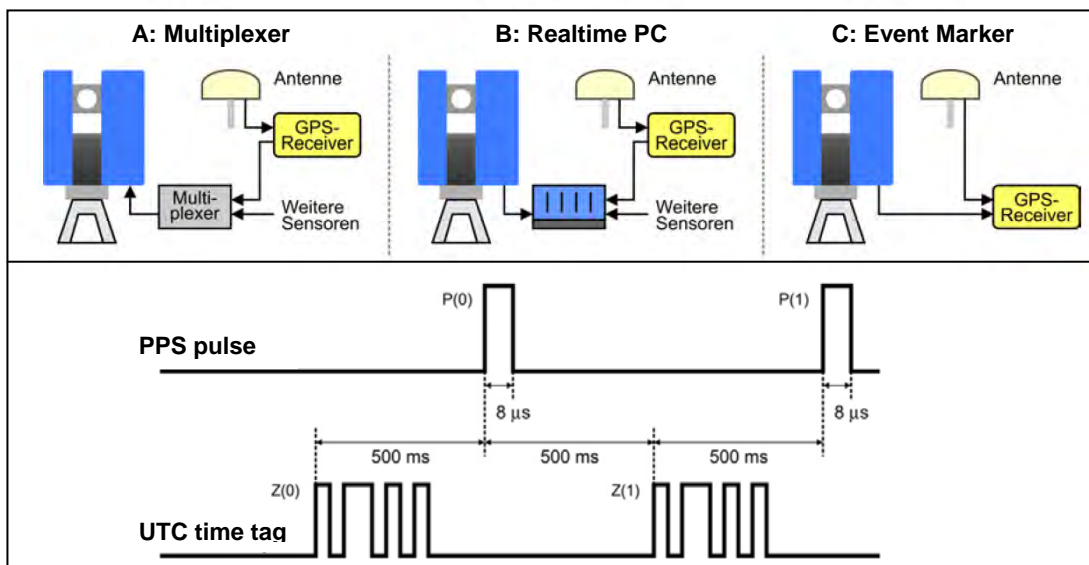 A: Multiplexer
Antenne
GPS-
Receiver
Multi-
plexer
Weitere
Sensoren
B: Realtime PC
Antenne
GPS-
Receiver
Weitere
Sensoren
C: Event Marker
Antenne
GPS-
Receiver
P(0)
P(1)
PPS pulse
8 µs
8 µs
500 ms
500 ms
500 ms
Z(0)
Z(1)
UTC time tag